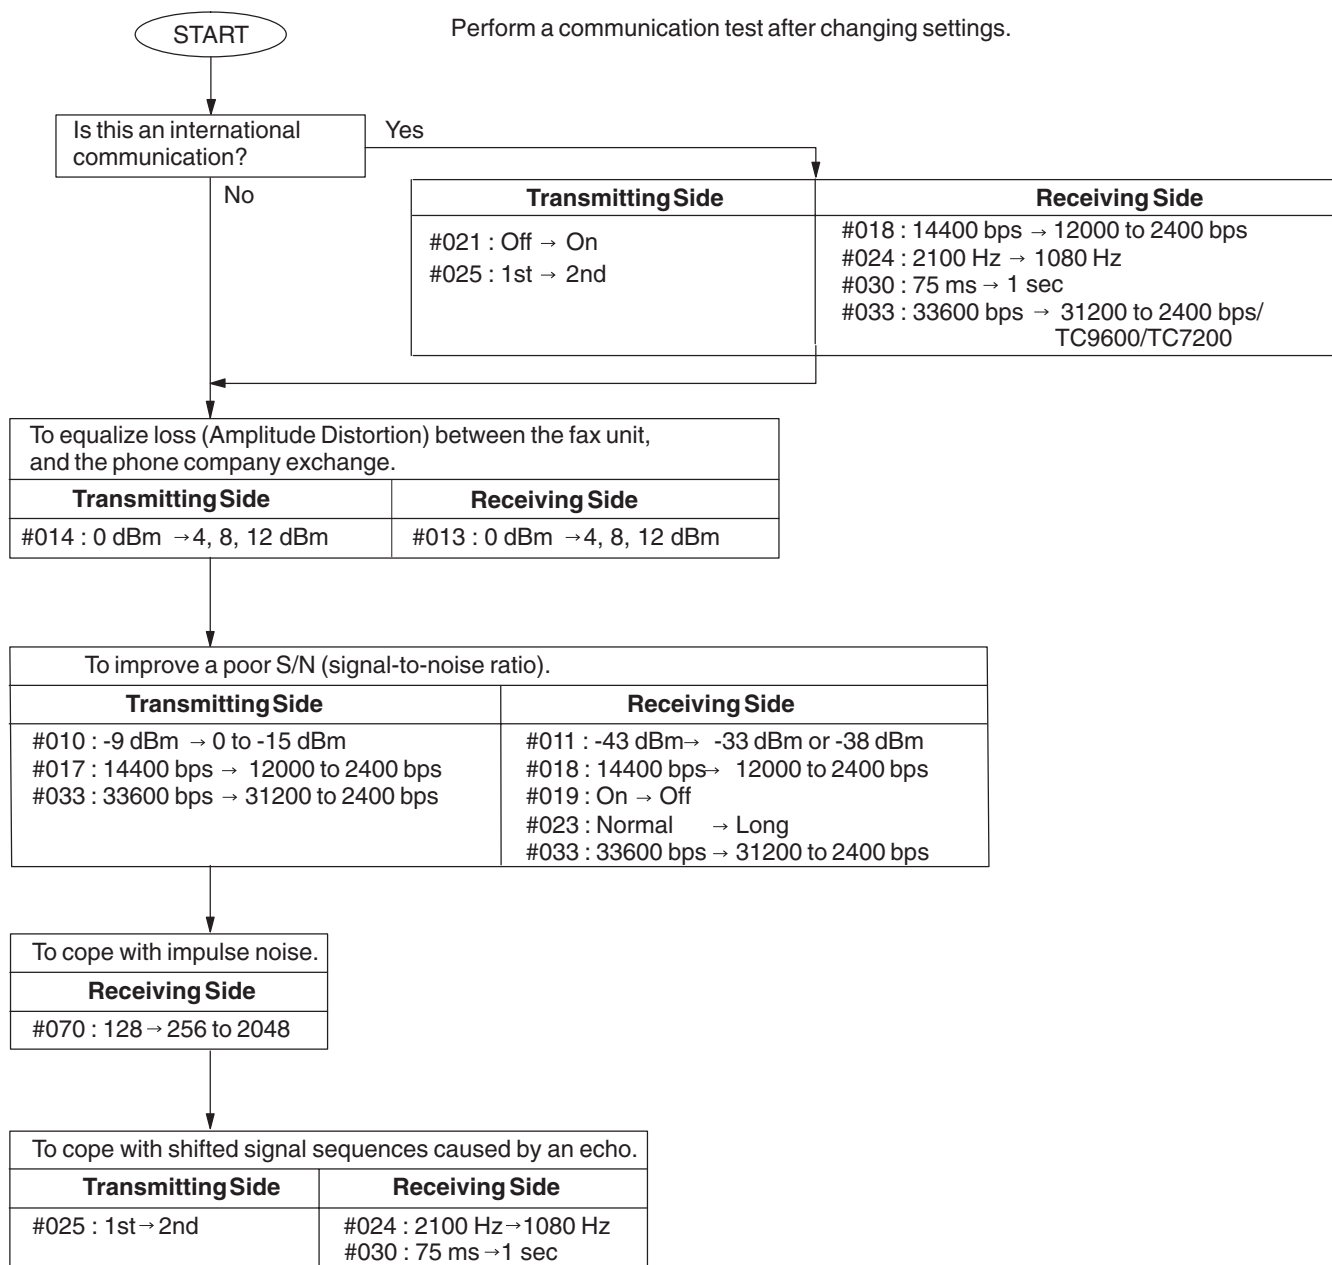 START
Perform a communication test after changing settings.
Is this an international
communication?
Yes
No
Transmitting Side
Receiving Side
#021 : Off → On
#025 : 1st → 2nd
#018 : 14400 bps → 12000 to 2400 bps
#024 : 2100 Hz → 1080 Hz
#030 : 75 ms → 1 sec
#033 : 33600 bps → 31200 to 2400 bps/
TC9600/TC7200
To equalize loss (Amplitude Distortion) between the fax unit,
and the phone company exchange.
Transmitting Side
Receiving Side
#014 : 0 dBm → 4, 8, 12 dBm
#013 : 0 dBm → 4, 8, 12 dBm
To improve a poor S/N (signal-to-noise ratio).
Transmitting Side
Receiving Side
#010 : -9 dBm → 0 to -15 dBm
#017 : 14400 bps → 12000 to 2400 bps
#033 : 33600 bps → 31200 to 2400 bps
#011 : -43 dBm → -33 dBm or -38 dBm
#018 : 14400 bps → 12000 to 2400 bps
#019 : On → Off
#023 : Normal → Long
#033 : 33600 bps → 31200 to 2400 bps
To cope with impulse noise.
Receiving Side
#070 : 128 → 256 to 2048
To cope with shifted signal sequences caused by an echo.
Transmitting Side
Receiving Side
#025 : 1st → 2nd
#024 : 2100 Hz → 1080 Hz
#030 : 75 ms → 1 sec